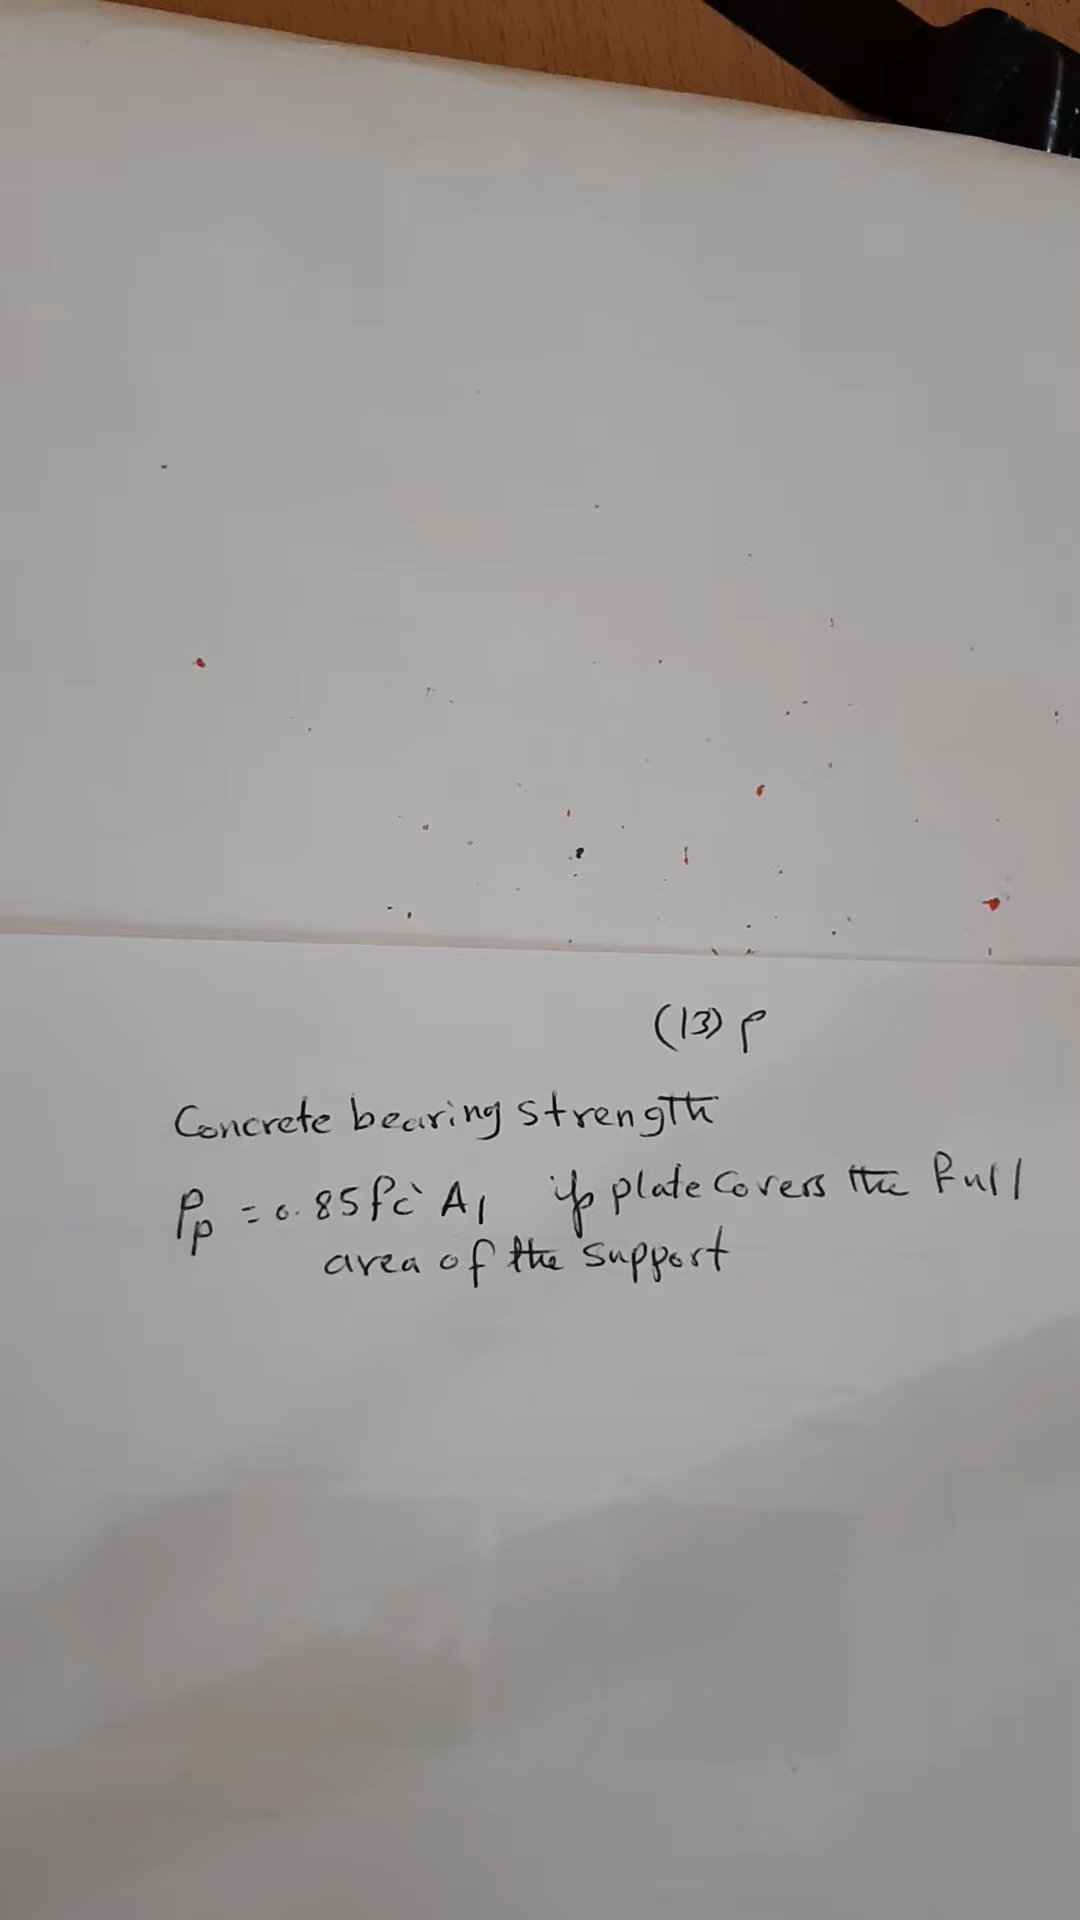 (13) P
Concrete bearing strength
Pp = 0.85 fc' A1 if plate covers the full
area of the support